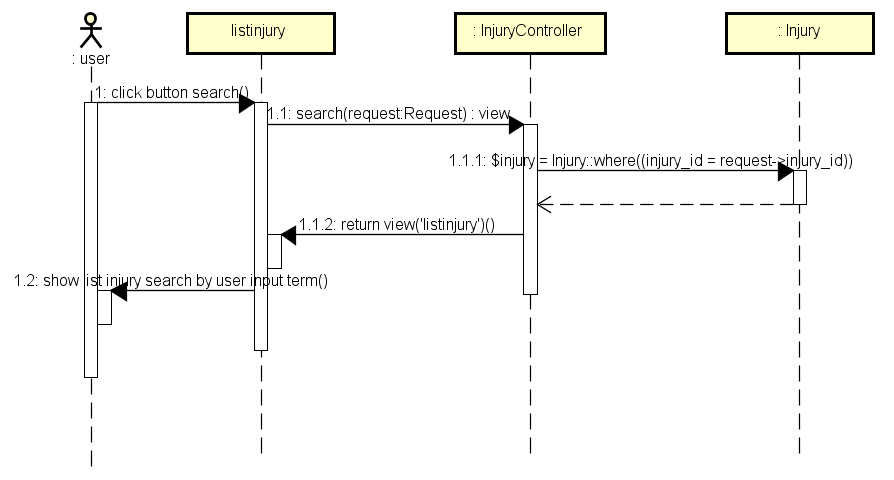 : user
listinjury
: InjuryController
: Injury
1: click button search()
1.1: search(request:Request) : view
1.1.1: $injury = Injury::where((injury_id = request->injury_id))
1.1.2: return view('listinjury')()
1.2: show list injury search by user input term()